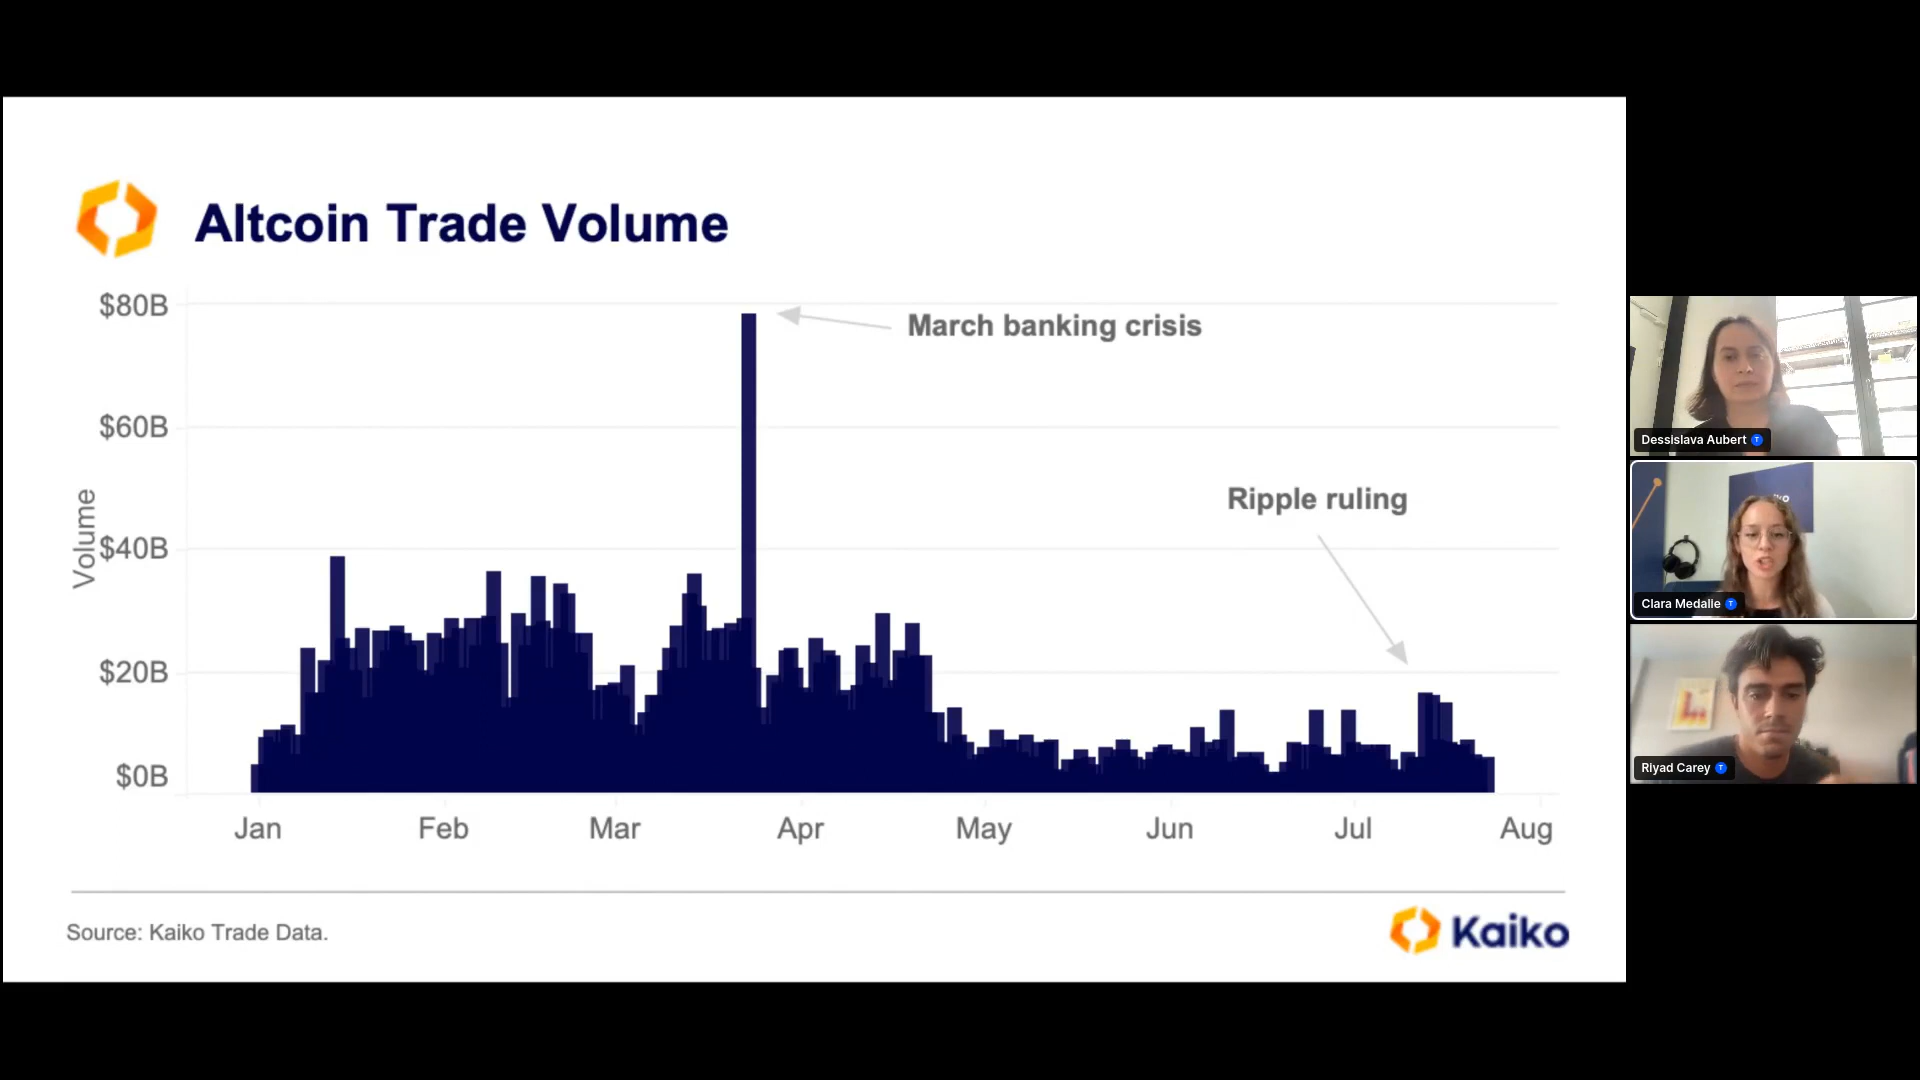 Altcoin Trade Volume
$80B
March banking crisis
$60B
Ripple ruling
Volume
$40B
$20B
$0B
Jan
Feb
Mar
Apr
May
Jun
Jul
Aug
Source: Kaiko Trade Data.
Kaiko
Dessislava Aubert
Clara Medalie
Riyad Carey